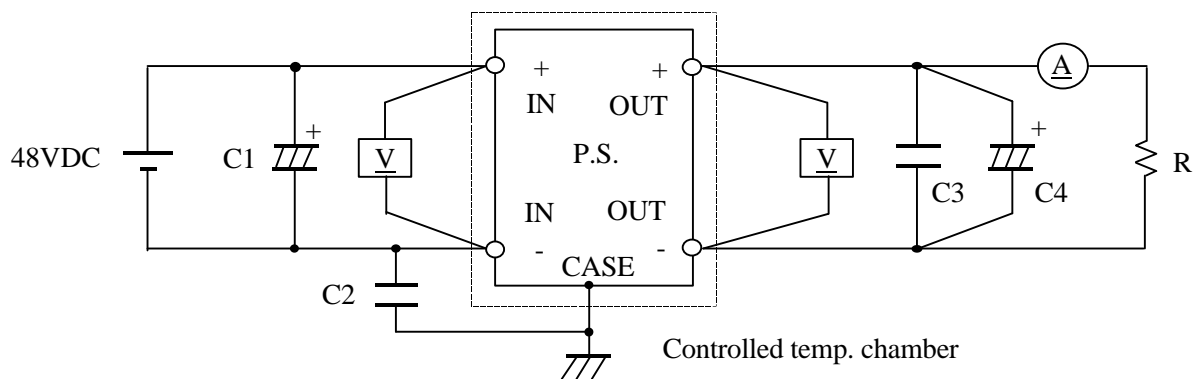 + +
IN OUT
48VDC C1 + V P.S. V C3 + C4 A R
IN OUT
- -
CASE
C2
Controlled temp. chamber